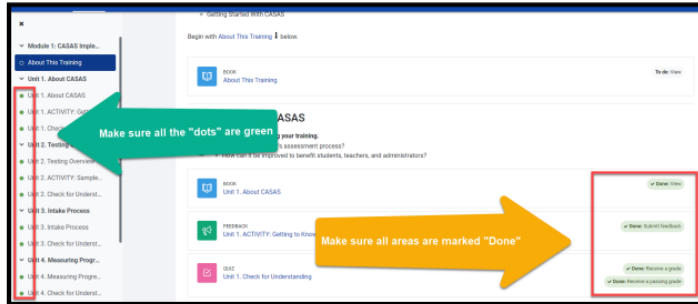 Getting Started With CASAS
Begin with About This Training ⬇ below.
Module 1: CASAS Imple...
About This Training
Unit 1. About CASAS
Unit 1. About CASAS
Unit 1. ACTIVITY:
Unit 1.
Unit 2. Testing
Unit 2. Testing Overview
Unit 2. ACTIVITY: Sample...
Unit 2. Check for Underst...
Unit 3. Intake Process
Unit 3. Intake Process
Unit 3. Check for Underst...
Unit 4. Measuring Progr...
Unit 4. Measuring Progre...
Unit 4. Check for Underst...
Make sure all the "dots" are green
BOOK
About This Training
To do: View
CASAS
your training.
assessment process?
How can it be improved to benefit students, teachers, and administrators?
BOOK
Unit 1. About CASAS
✓ Done: View
FEEDBACK
Unit 1. ACTIVITY: Getting to Know
✓ Done: Submit feedback
Make sure all areas are marked "Done"
QUIZ
Unit 1. Check for Understanding
✓ Done: Receive a grade
✓ Done: Receive a passing grade